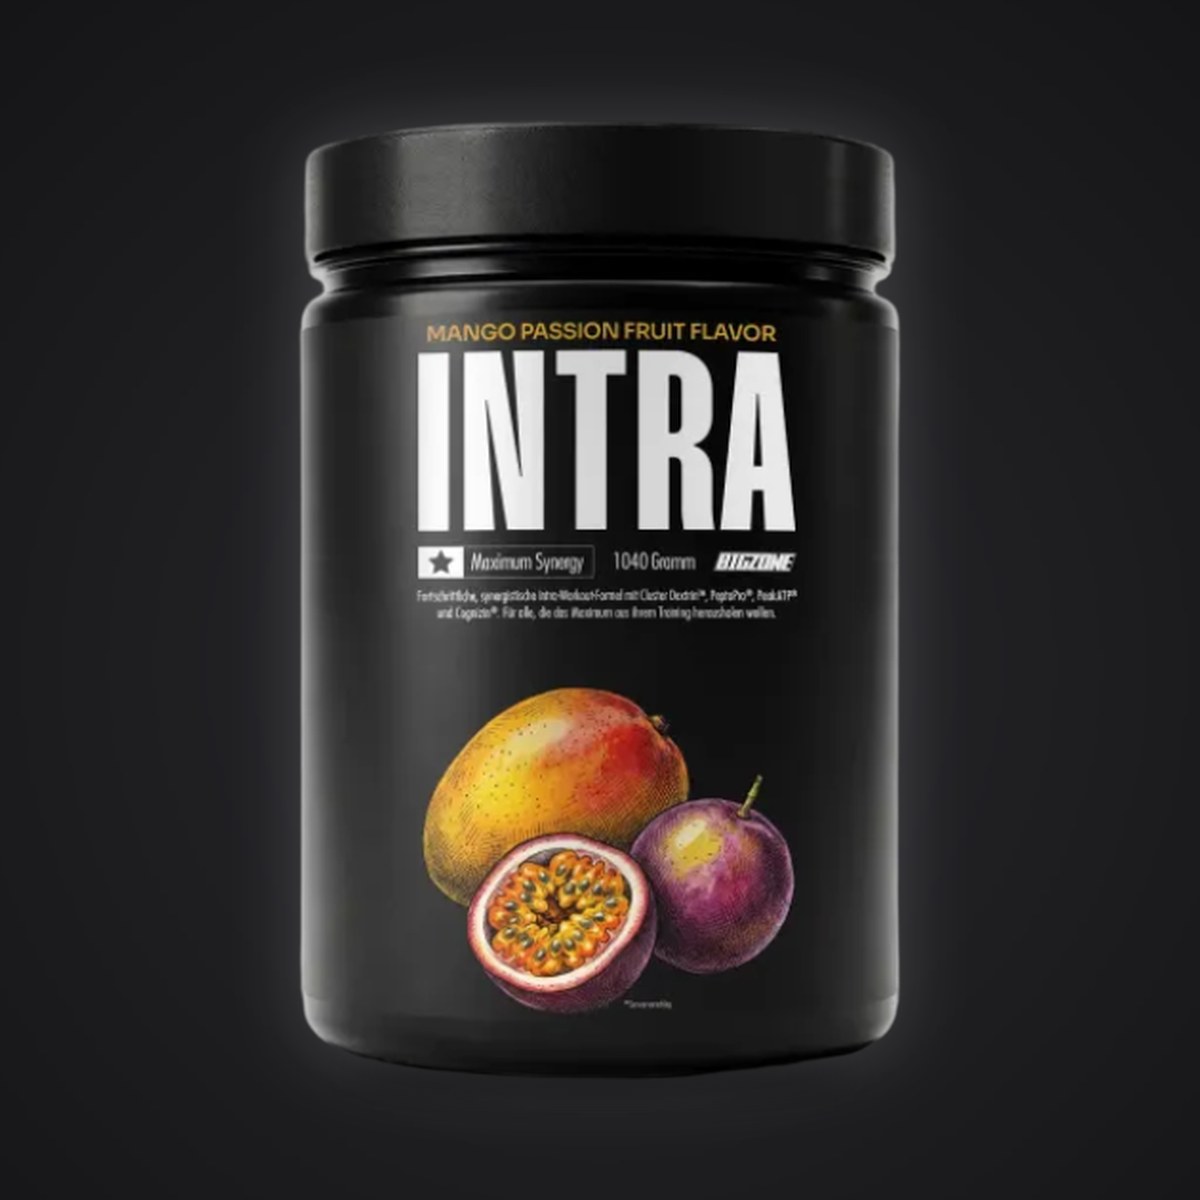 MANGO PASSION FRUIT FLAVOR
INTRA
Maximum Synergy 1040 Gramm BIGZONE
Fortschrittliche, synergistische Intra-Workout-Formel mit Cluster Dextrin™, PeptoPro®, PeakATP®
und Cognizin®. Für alle, die das Maximum aus ihrem Training herausholen wollen.